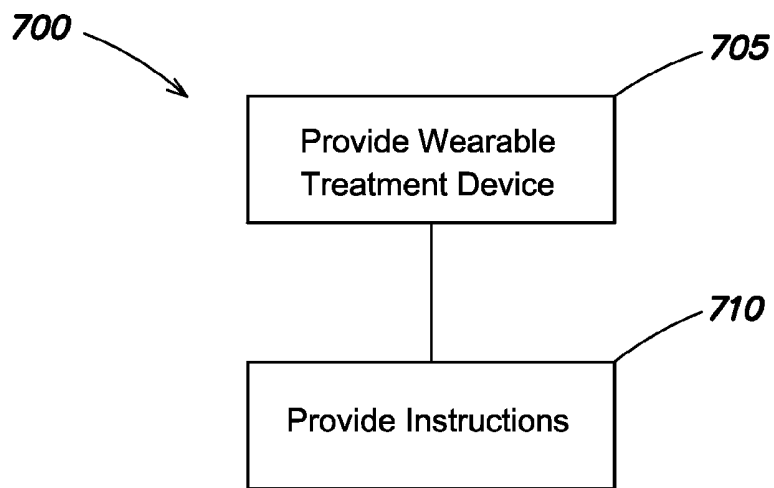 700
705
Provide Wearable
Treatment Device
710
Provide Instructions